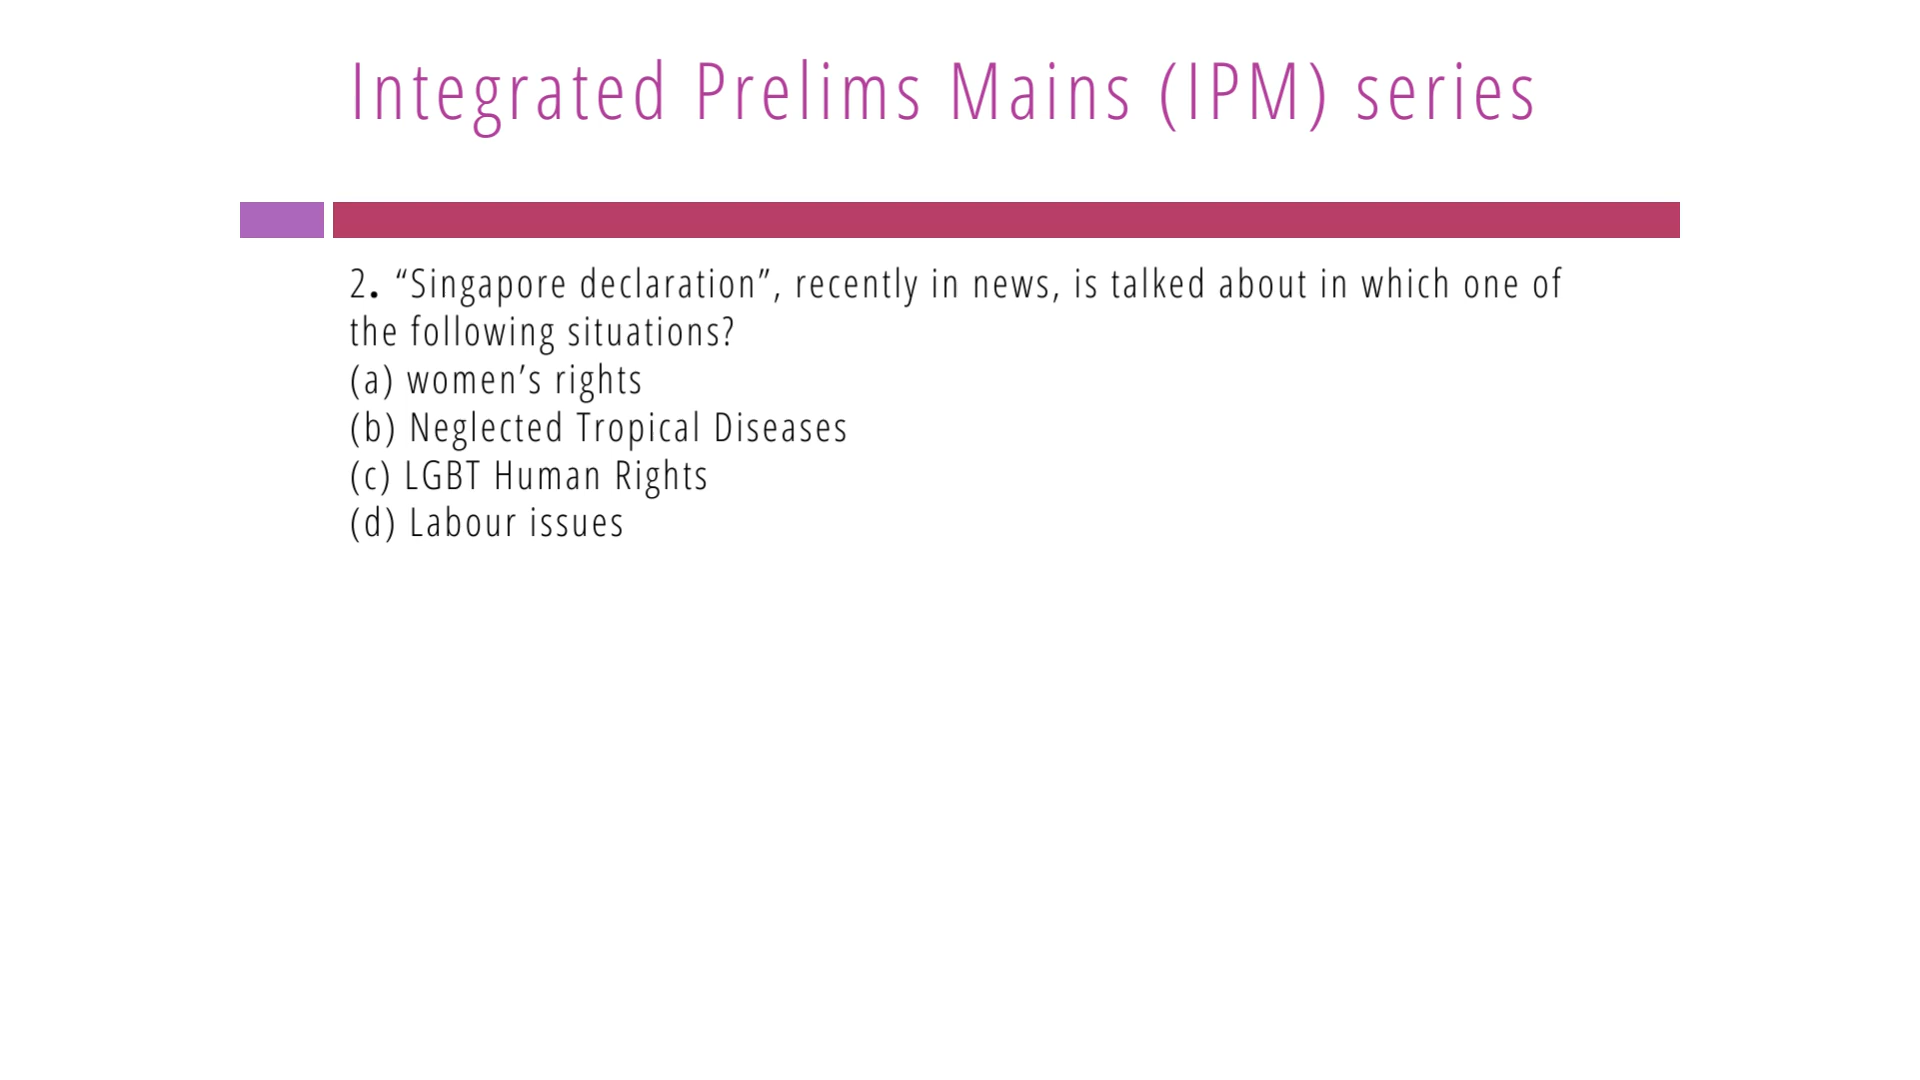 Integrated Prelims Mains (IPM) series
2. “Singapore declaration”, recently in news, is talked about in which one of
the following situations?
(a) women’s rights
(b) Neglected Tropical Diseases
(c) LGBT Human Rights
(d) Labour issues